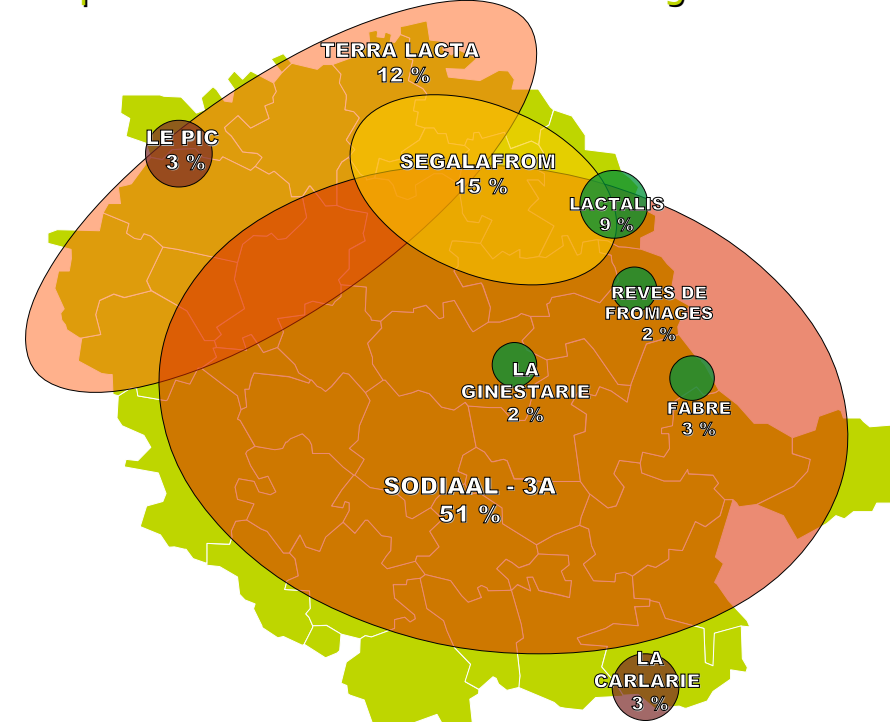 TERRA LACTA
12 %
LE PIC
3 %
SEGALAFROM
15 %
LACTALIS
9 %
REVES DE
FROMAGES
2 %
LA
GINESTARIE
2 %
FABRE
3 %
SODIAAL - 3A
51 %
LA
CARLARIE
3 %